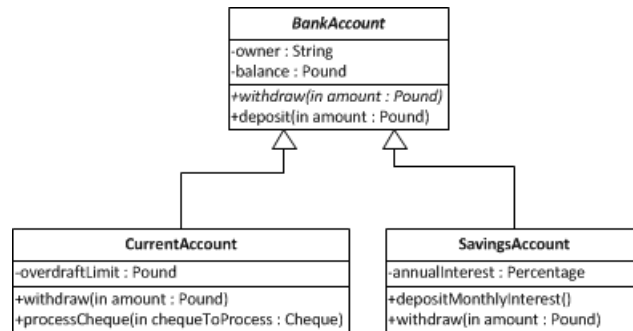 BankAccount
-owner : String
-balance : Pound
+withdraw(in amount : Pound)
+deposit(in amount : Pound)
CurrentAccount
-overdraftLimit : Pound
+withdraw(in amount : Pound)
+processCheque(in chequeToProcess : Cheque)
SavingsAccount
-annualInterest : Percentage
+depositMonthlyInterest()
+withdraw(in amount : Pound)